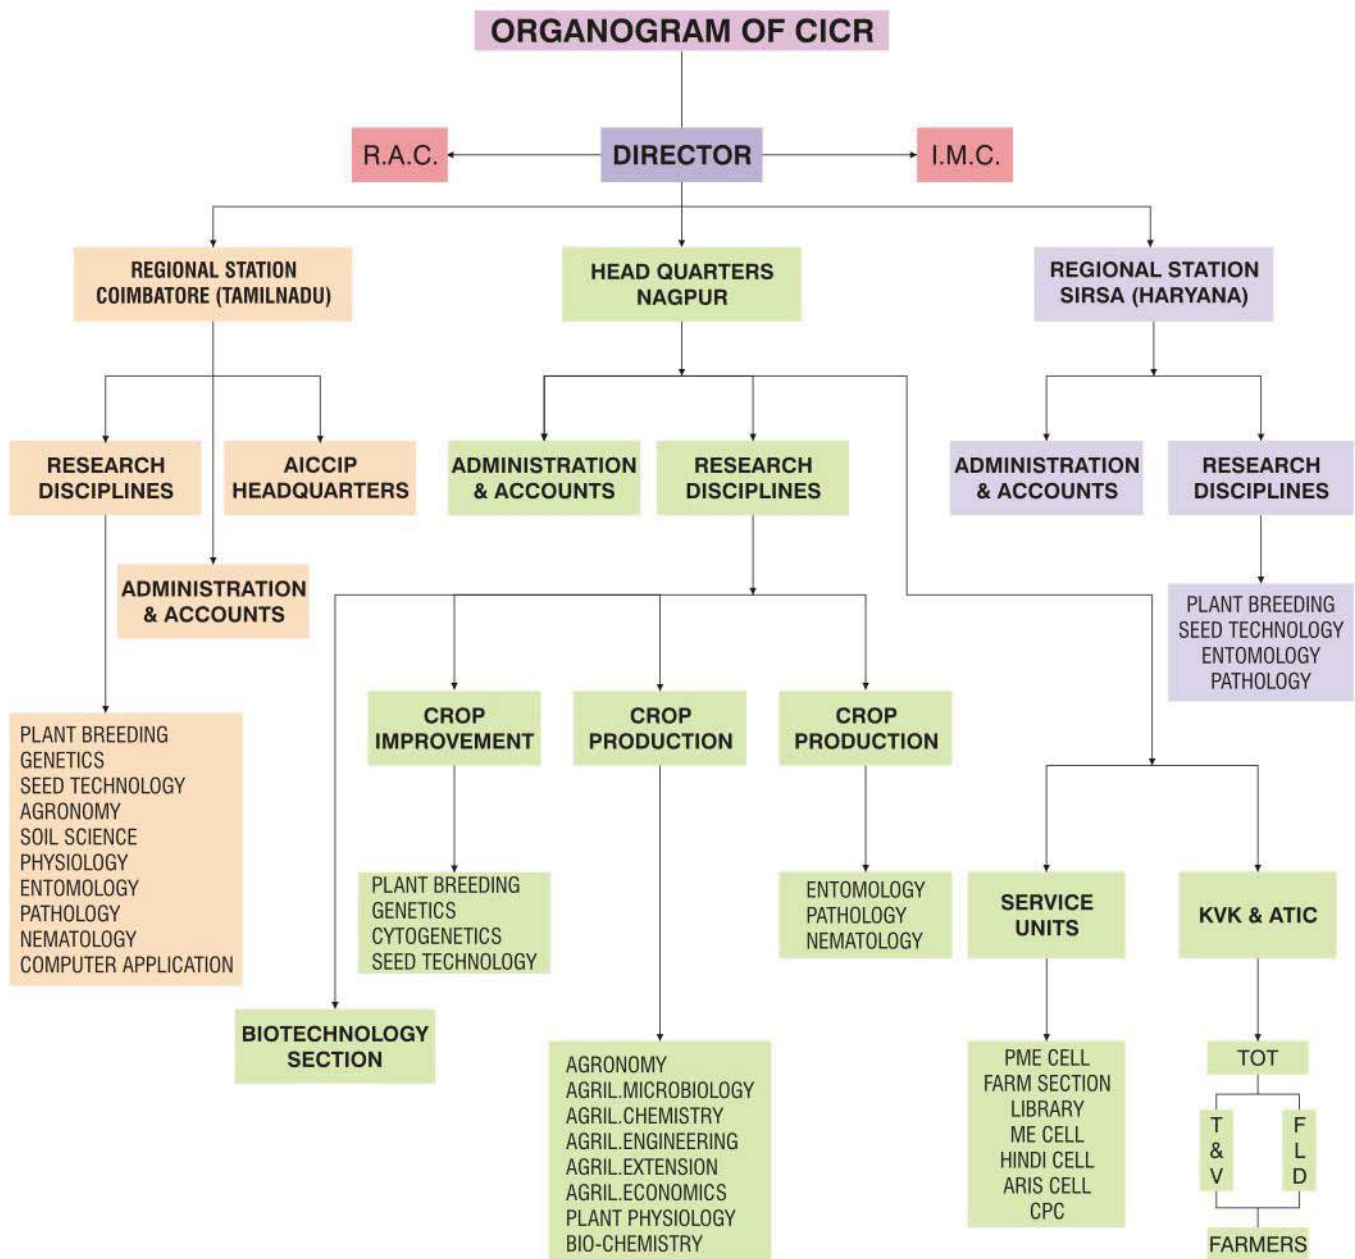 ORGANOGRAM OF CICR
R.A.C.
DIRECTOR
I.M.C.
REGIONAL STATION
COIMBATORE (TAMILNADU)
HEAD QUARTERS
NAGPUR
REGIONAL STATION
SIRSA (HARYANA)
RESEARCH
DISCIPLINES
AICCIP
HEADQUARTERS
ADMINISTRATION
& ACCOUNTS
RESEARCH
DISCIPLINES
ADMINISTRATION
& ACCOUNTS
RESEARCH
DISCIPLINES
ADMINISTRATION
& ACCOUNTS
PLANT BREEDING
SEED TECHNOLOGY
ENTOMOLOGY
PATHOLOGY
PLANT BREEDING
GENETICS
SEED TECHNOLOGY
AGRONOMY
SOIL SCIENCE
PHYSIOLOGY
ENTOMOLOGY
PATHOLOGY
NEMATOLOGY
COMPUTER APPLICATION
CROP
IMPROVEMENT
CROP
PRODUCTION
CROP
PRODUCTION
PLANT BREEDING
GENETICS
CYTOGENETICS
SEED TECHNOLOGY
ENTOMOLOGY
PATHOLOGY
NEMATOLOGY
SERVICE
UNITS
KVK & ATIC
BIOTECHNOLOGY
SECTION
AGRONOMY
AGRIL.MICROBIOLOGY
AGRIL.CHEMISTRY
AGRIL.ENGINEERING
AGRIL.EXTENSION
AGRIL.ECONOMICS
PLANT PHYSIOLOGY
BIO-CHEMISTRY
PME CELL
FARM SECTION
LIBRARY
ME CELL
HINDI CELL
ARIS CELL
CPC
TOT
T
&
V
F
L
D
FARMERS